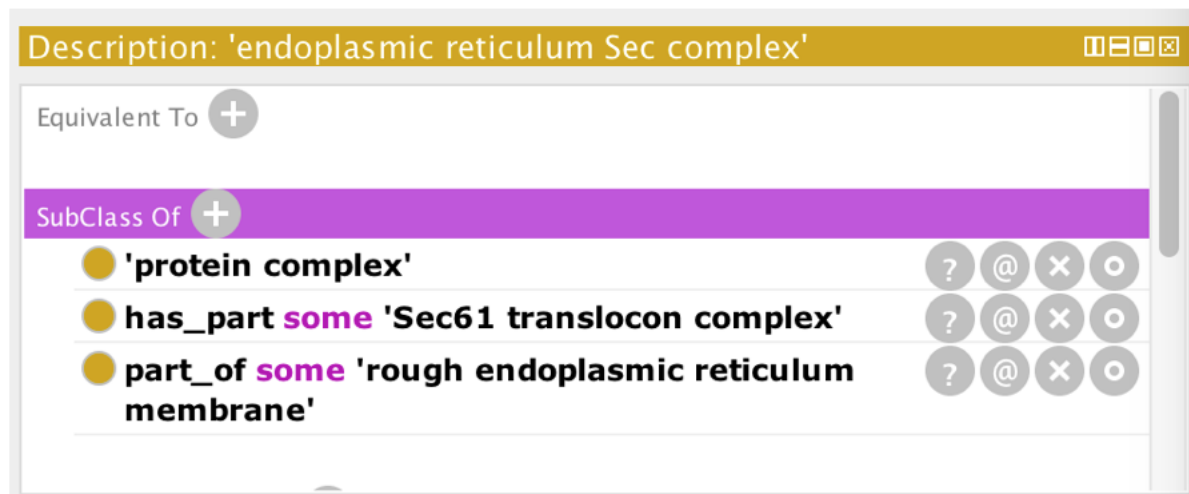 Description: 'endoplasmic reticulum Sec complex'
Equivalent To +
SubClass Of +
'protein complex' ? @ × o
has_part some 'Sec61 translocon complex' ? @ × o
part_of some 'rough endoplasmic reticulum ? @ × o
membrane'